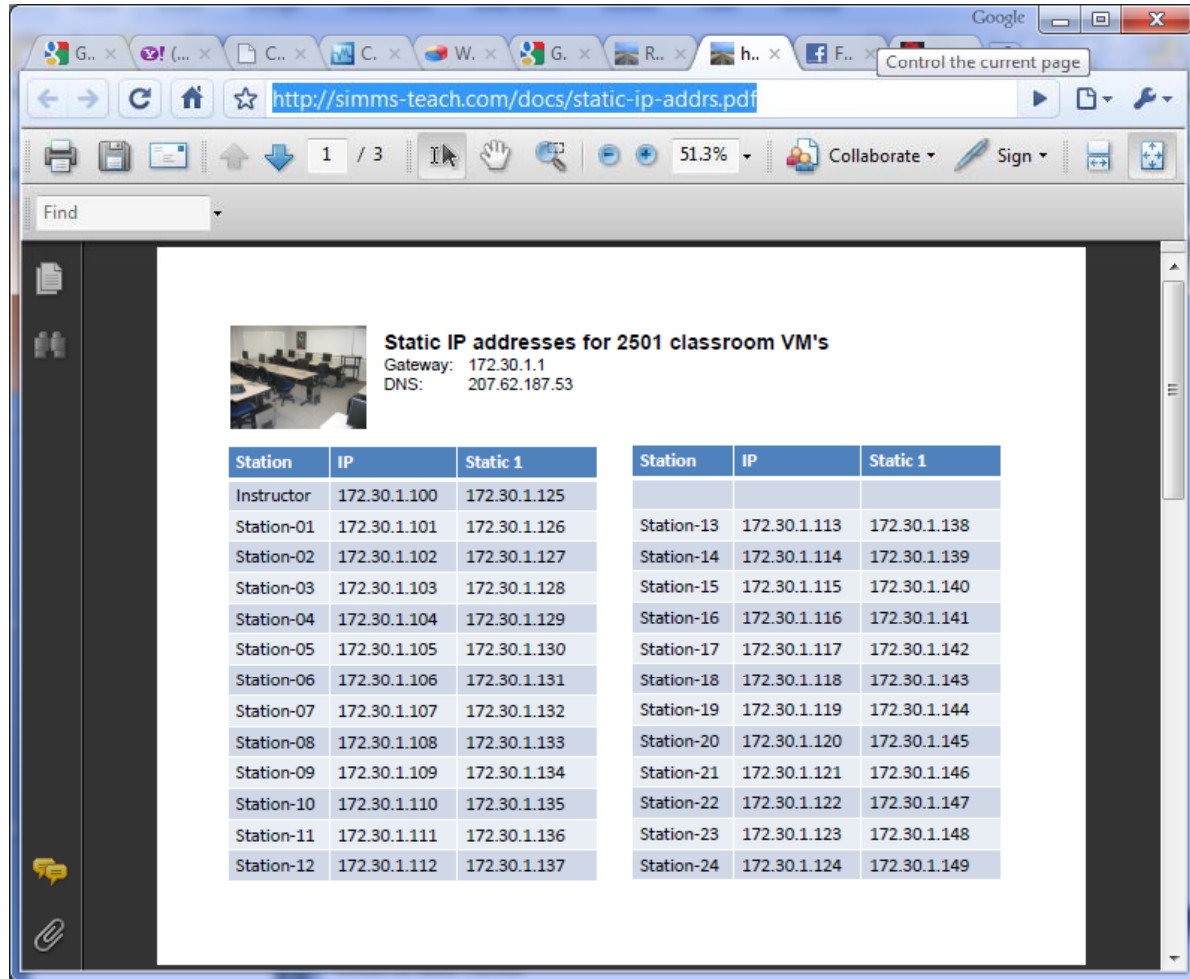 Google
G..
(...
C..
C.
W.
G.
R..
h..
F..
Control the current page
http://simms-teach.com/docs/static-ip-addrs.pdf
1 / 3
51.3%
Collaborate
Sign
Find
Static IP addresses for 2501 classroom VM's
Gateway: 172.30.1.1
DNS: 207.62.187.53
Station IP Static 1
Instructor 172.30.1.100 172.30.1.125
Station-01 172.30.1.101 172.30.1.126
Station-02 172.30.1.102 172.30.1.127
Station-03 172.30.1.103 172.30.1.128
Station-04 172.30.1.104 172.30.1.129
Station-05 172.30.1.105 172.30.1.130
Station-06 172.30.1.106 172.30.1.131
Station-07 172.30.1.107 172.30.1.132
Station-08 172.30.1.108 172.30.1.133
Station-09 172.30.1.109 172.30.1.134
Station-10 172.30.1.110 172.30.1.135
Station-11 172.30.1.111 172.30.1.136
Station-12 172.30.1.112 172.30.1.137
Station IP Static 1
Station-13 172.30.1.113 172.30.1.138
Station-14 172.30.1.114 172.30.1.139
Station-15 172.30.1.115 172.30.1.140
Station-16 172.30.1.116 172.30.1.141
Station-17 172.30.1.117 172.30.1.142
Station-18 172.30.1.118 172.30.1.143
Station-19 172.30.1.119 172.30.1.144
Station-20 172.30.1.120 172.30.1.145
Station-21 172.30.1.121 172.30.1.146
Station-22 172.30.1.122 172.30.1.147
Station-23 172.30.1.123 172.30.1.148
Station-24 172.30.1.124 172.30.1.149